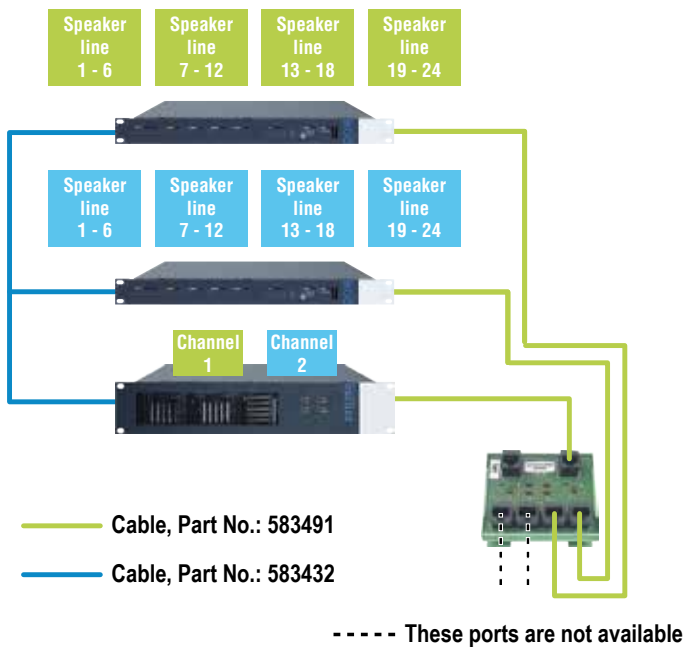 Speaker line 1 - 6
Speaker line 7 - 12
Speaker line 13 - 18
Speaker line 19 - 24
Speaker line 1 - 6
Speaker line 7 - 12
Speaker line 13 - 18
Speaker line 19 - 24
Channel 1
Channel 2
Cable, Part No.: 583491
Cable, Part No.: 583432
These ports are not available